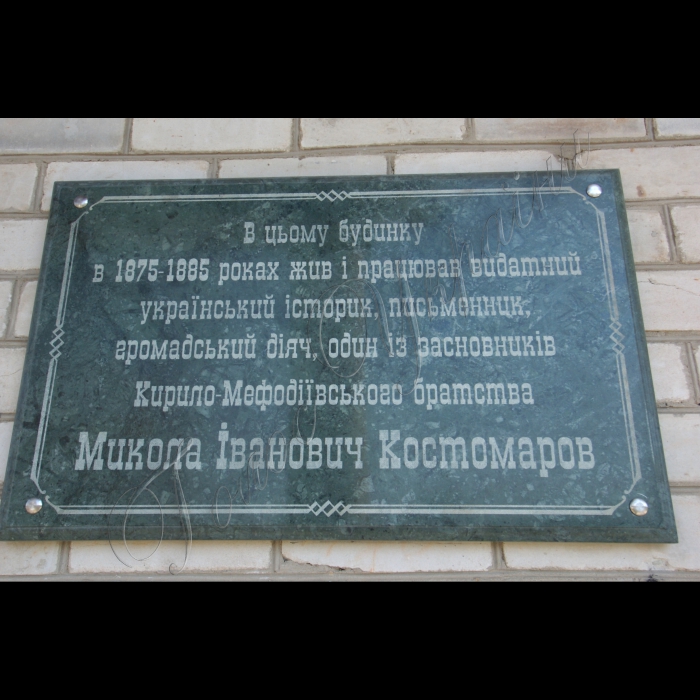 В цьому будинку
в 1875-1885 роках жив і працював видатний
український історик, письменник,
громадський діяч, один із засновників
Кирило-Мефодіївського братства
Микола Іванович Костомаров